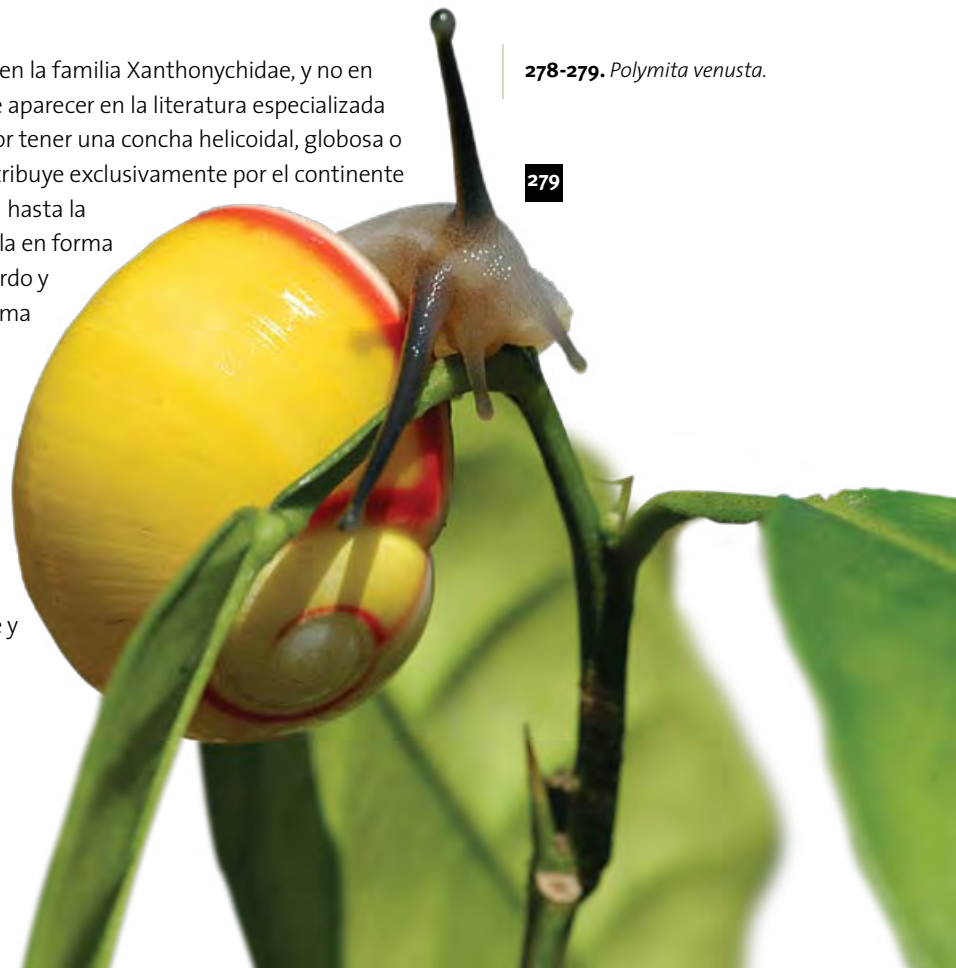 en la familia Xanthonychidae, y no en
aparecer en la literatura especializada
or tener una concha helicoidal, globosa o
tribuye exclusivamente por el continente
hasta la
la en forma
rdo y
ma
y
278-279. Polymita venusta.
279